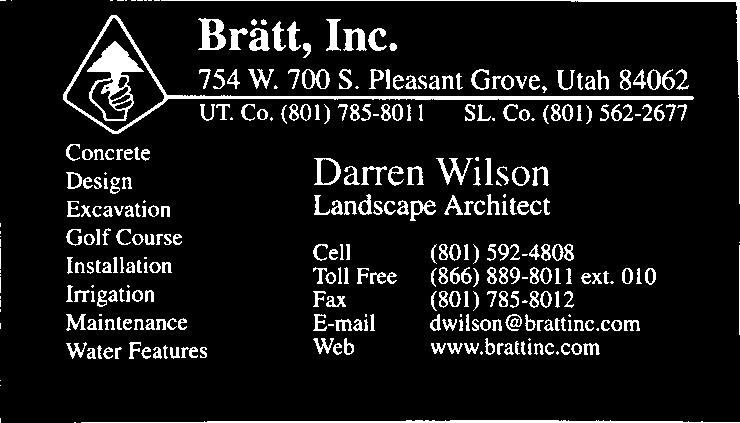 Brätt, Inc.
754 W. 700 S. Pleasant Grove, Utah 84062
UT. Co. (801) 785-8011 SL. Co. (801) 562-2677
Concrete
Design
Excavation
Golf Course
Installation
Irrigation
Maintenance
Water Features
Darren Wilson
Landscape Architect
Cell (801) 592-4808
Toll Free (866) 889-8011 ext. 010
Fax (801) 785-8012
E-mail dwilson@brattinc.com
Web www.brattinc.com